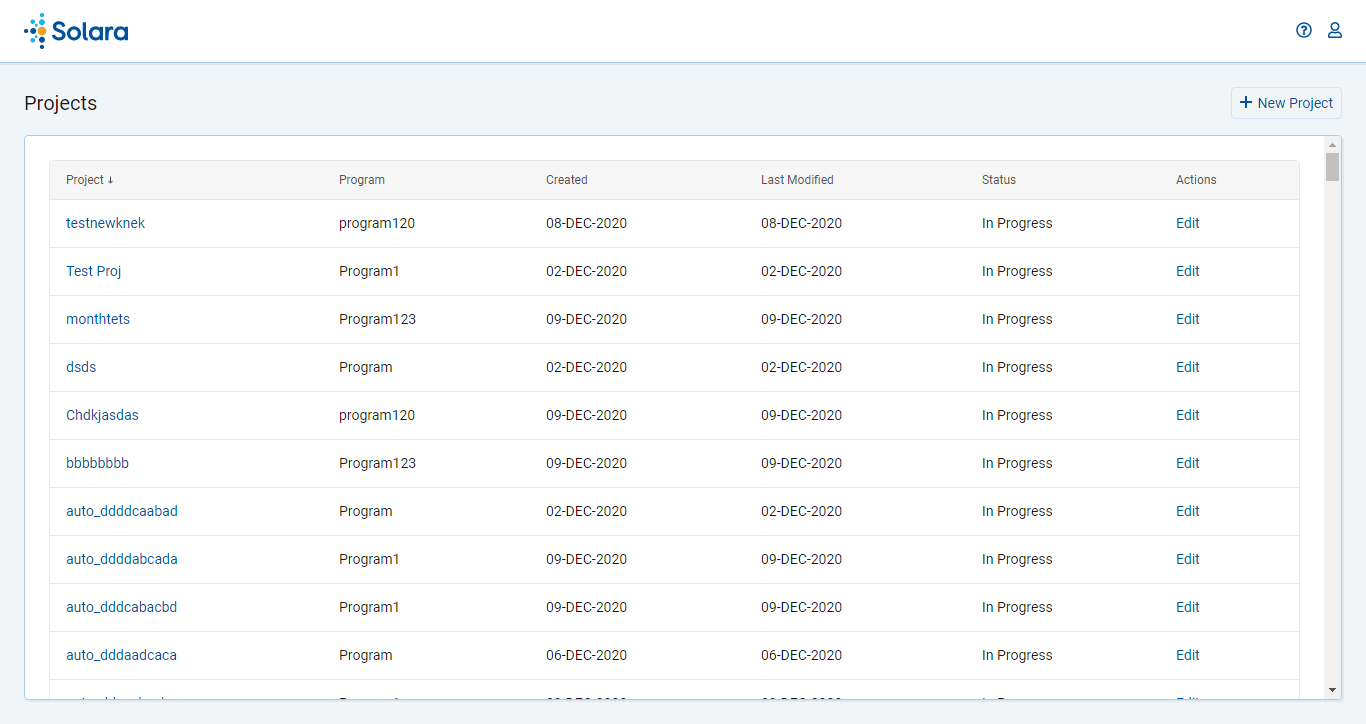 Solara
Projects
New Project
Project ↓ Program Created Last Modified Status Actions
testnewknek program120 08-DEC-2020 08-DEC-2020 In Progress Edit
Test Proj Program1 02-DEC-2020 02-DEC-2020 In Progress Edit
monthtets Program123 09-DEC-2020 09-DEC-2020 In Progress Edit
dsds Program 02-DEC-2020 02-DEC-2020 In Progress Edit
Chdkjasdas program120 09-DEC-2020 09-DEC-2020 In Progress Edit
bbbbbbbb Program123 09-DEC-2020 09-DEC-2020 In Progress Edit
auto_ddddcaabad Program 02-DEC-2020 02-DEC-2020 In Progress Edit
auto_ddddabcada Program1 09-DEC-2020 09-DEC-2020 In Progress Edit
auto_dddcabacbd Program1 09-DEC-2020 09-DEC-2020 In Progress Edit
auto_dddaadcaca Program 06-DEC-2020 06-DEC-2020 In Progress Edit